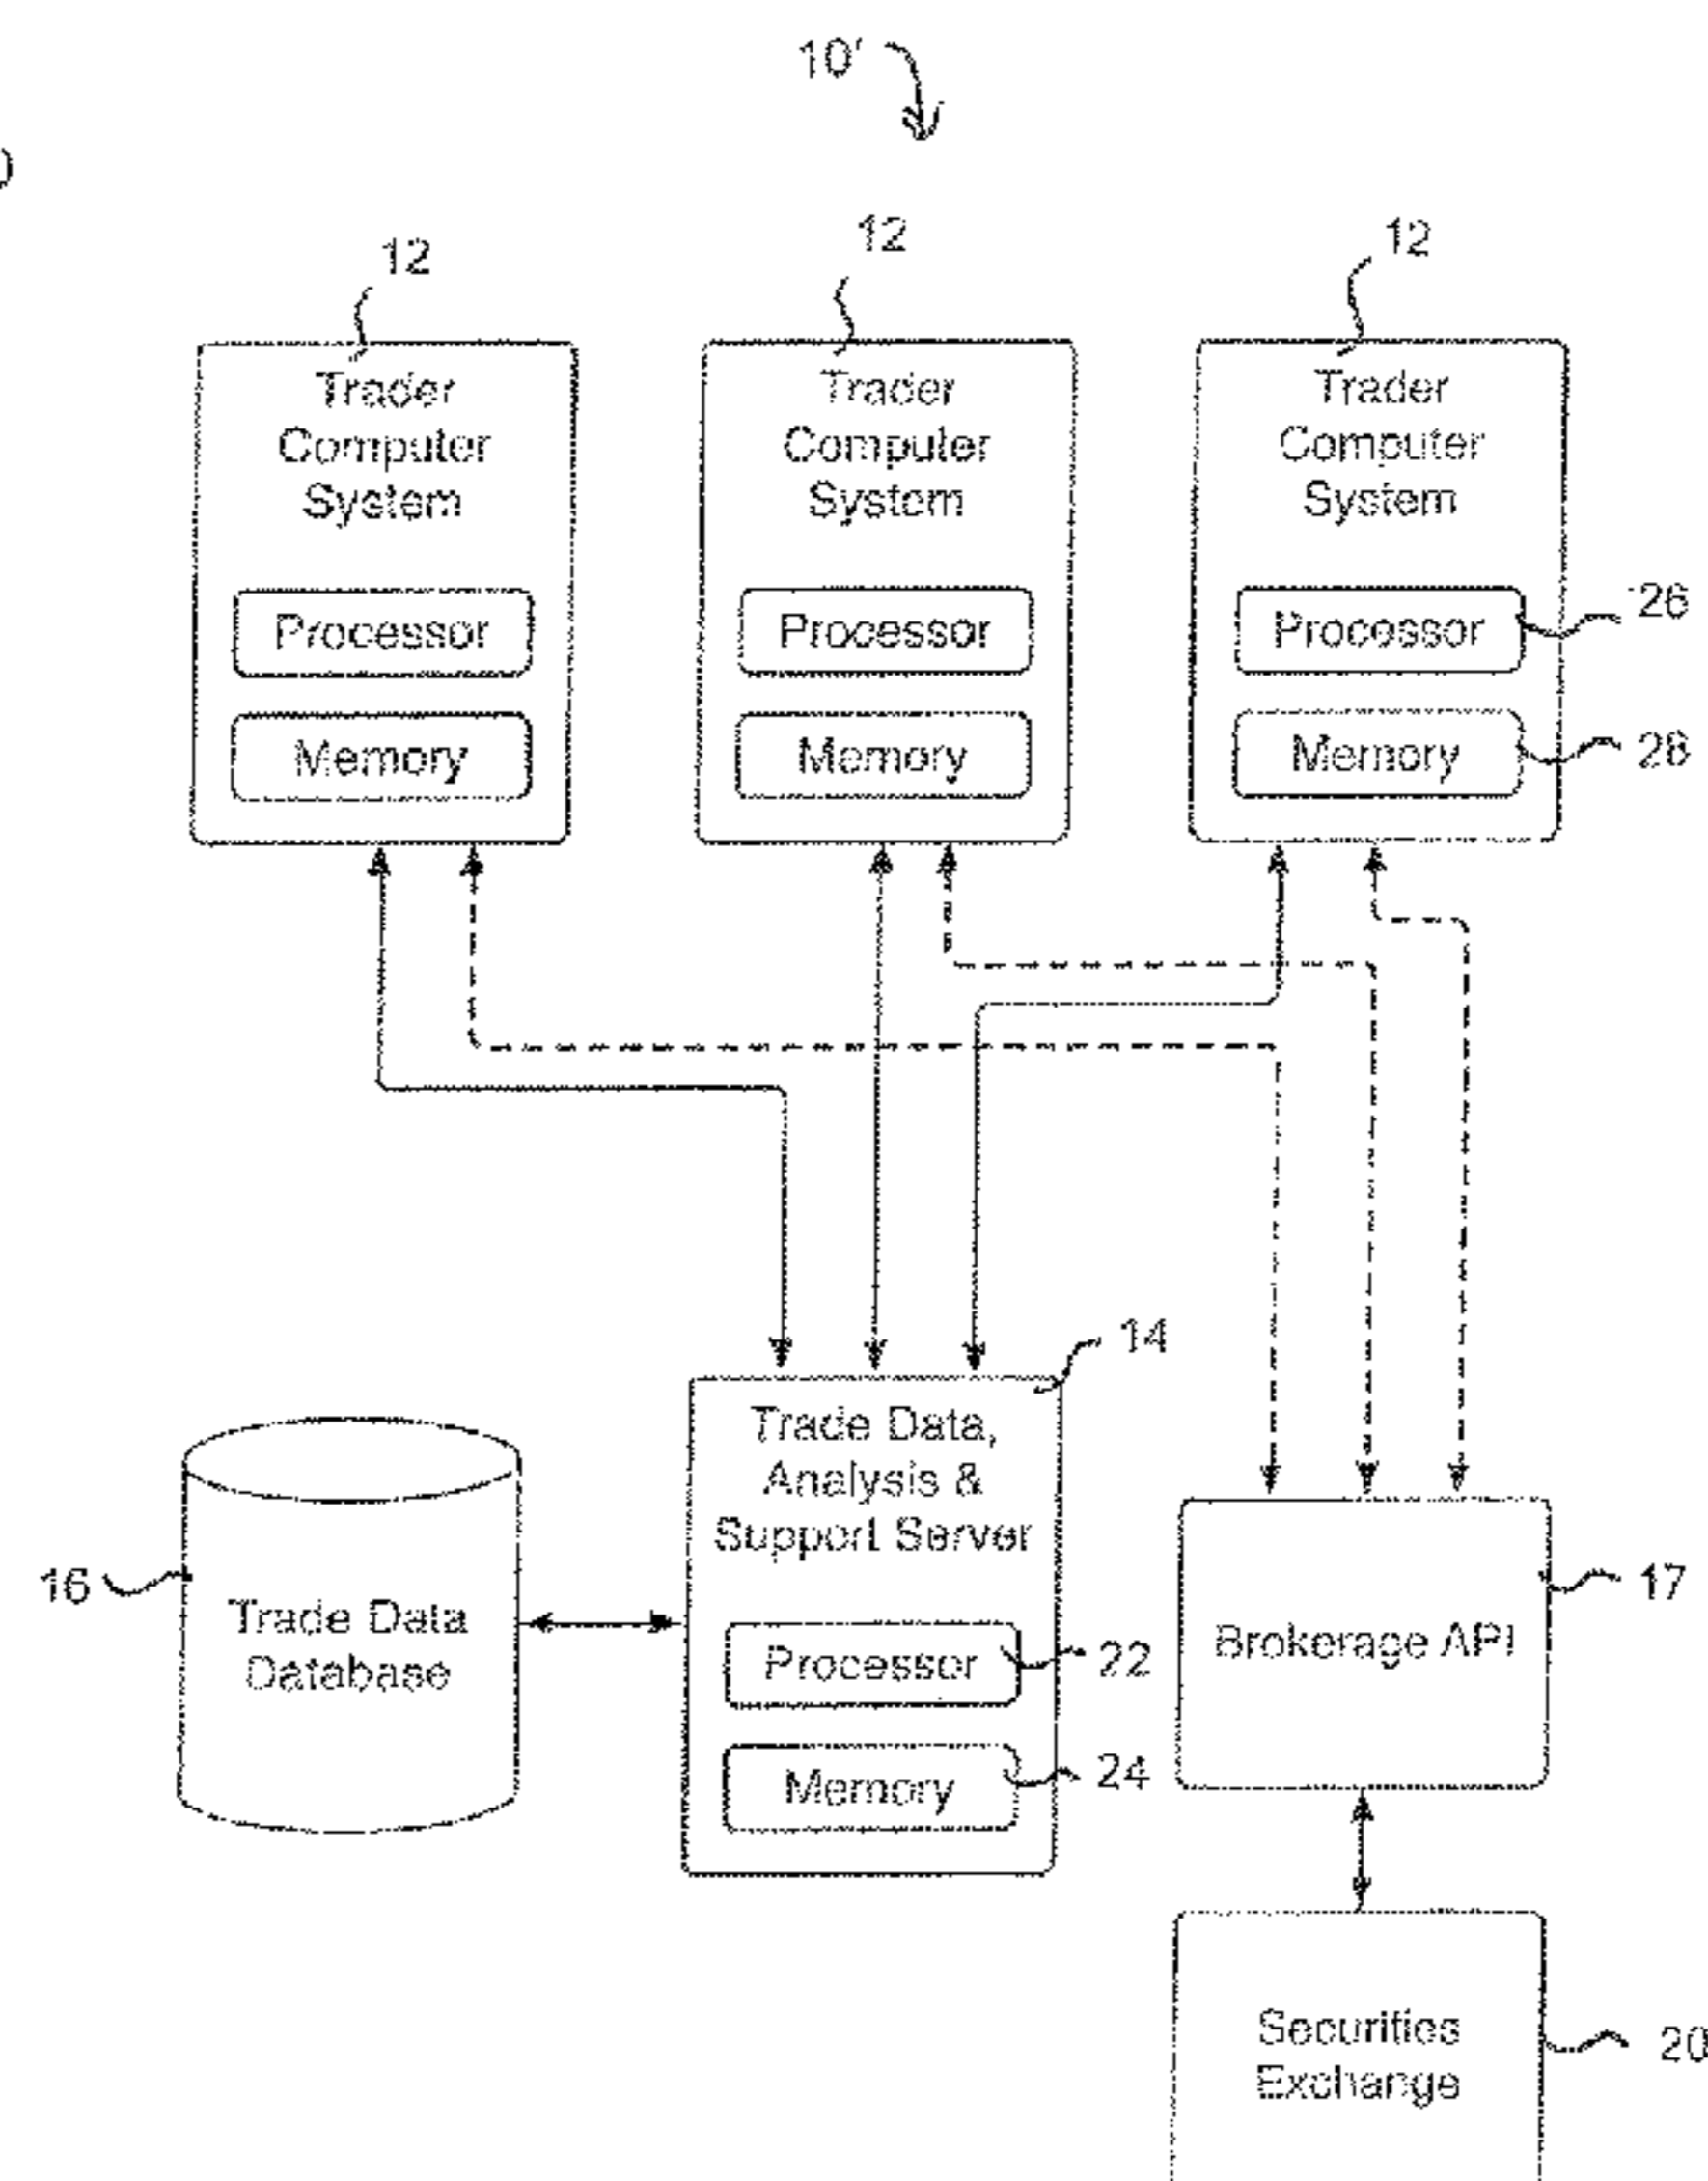 10'
12
12
12
Trader
Computer
System
Trader
Computer
System
Trader
Computer
System
Processor
Processor
Processor
26
Memory
Memory
Memory
28
14
Trade Data,
Analysis &
Support Server
16
Trade Data
Database
Processor
22
Memory
24
Brokerage API
17
Securities
Exchange
20